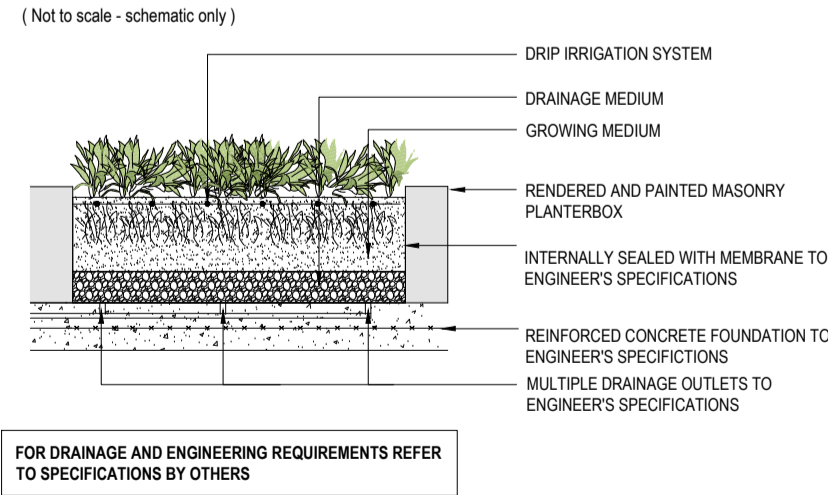 ( Not to scale - schematic only )
DRIP IRRIGATION SYSTEM
DRAINAGE MEDIUM
GROWING MEDIUM
RENDERED AND PAINTED MASONRY
PLANTERBOX
INTERNALLY SEALED WITH MEMBRANE TO
ENGINEER'S SPECIFICATIONS
REINFORCED CONCRETE FOUNDATION TO
ENGINEER'S SPECIFICTIONS
MULTIPLE DRAINAGE OUTLETS TO
ENGINEER'S SPECIFICATIONS
FOR DRAINAGE AND ENGINEERING REQUIREMENTS REFER
TO SPECIFICATIONS BY OTHERS